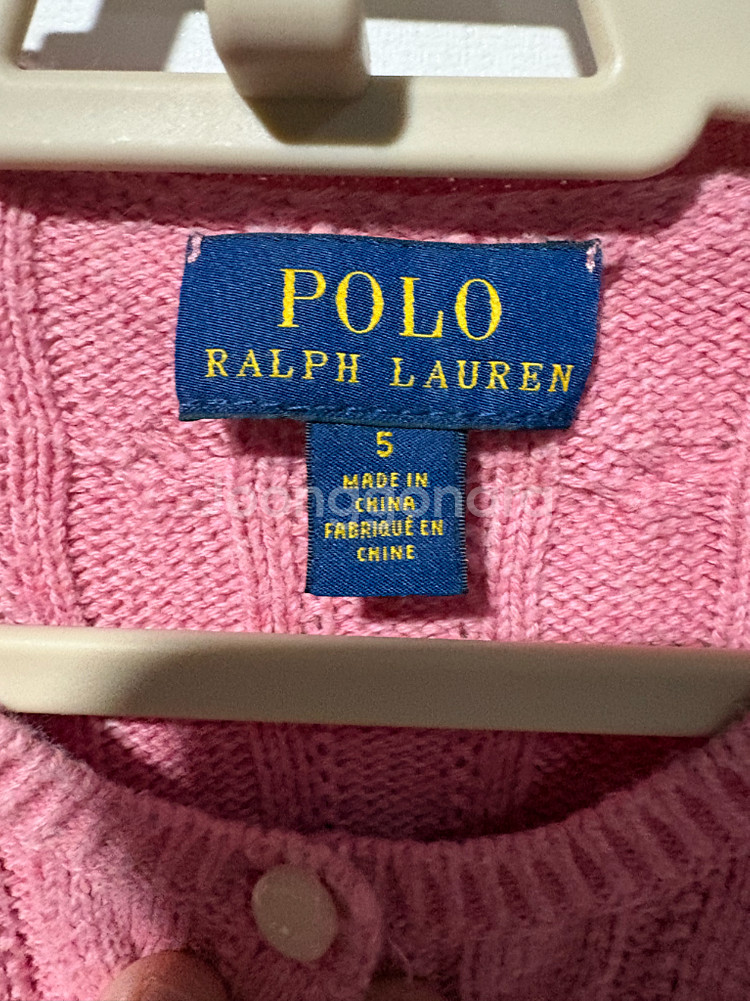 POLO
RALPH LAUREN
5
MADE IN
CHINA
FABRIQUÉ EN
CHINE